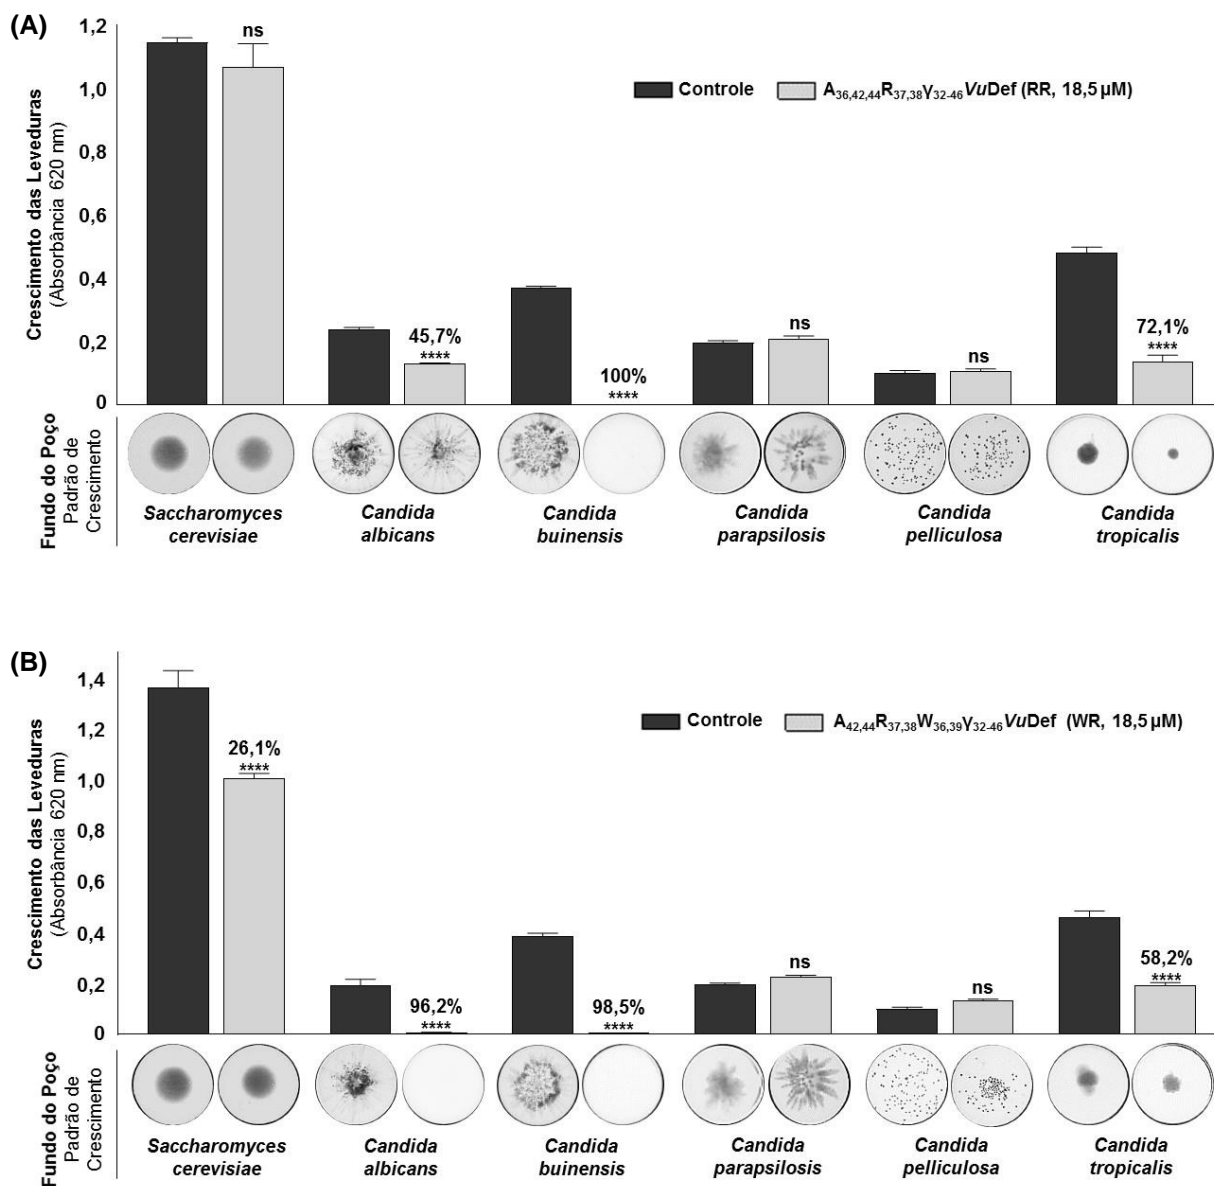 (A)
Crescimento das Leveduras
(Absorbância 620 nm)
1,2
1,0
0,8
0,6
0,4
0,2
0
Controle
A36,42,44R37,38γ32-46VuDef (RR, 18,5 µM)
ns
45,7%
****
100%
****
ns
ns
72,1%
****
Fundo do Poço
Padrão de
Crescimento
Saccharomyces
cerevisiae
Candida
albicans
Candida
buinensis
Candida
parapsilosis
Candida
pelliculosa
Candida
tropicalis
(B)
Crescimento das Leveduras
(Absorbância 620 nm)
1,4
1,2
1,0
0,8
0,6
0,4
0,2
0
Controle
A42,44R37,38W36,39γ32-46VuDef (WR, 18,5 µM)
26,1%
****
96,2%
****
98,5%
****
ns
ns
58,2%
****
Fundo do Poço
Padrão de
Crescimento
Saccharomyces
cerevisiae
Candida
albicans
Candida
buinensis
Candida
parapsilosis
Candida
pelliculosa
Candida
tropicalis